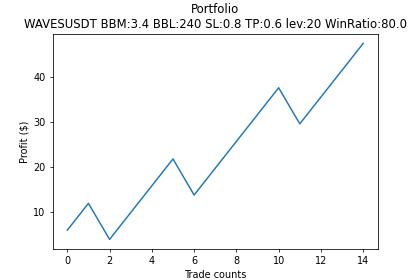 Portfolio
WAVESUSDT BBM:3.4 BBL:240 SL:0.8 TP:0.6 lev:20 WinRatio:80.0
40
30
20
10
Profit ($)
0 2 4 6 8 10 12 14
Trade counts